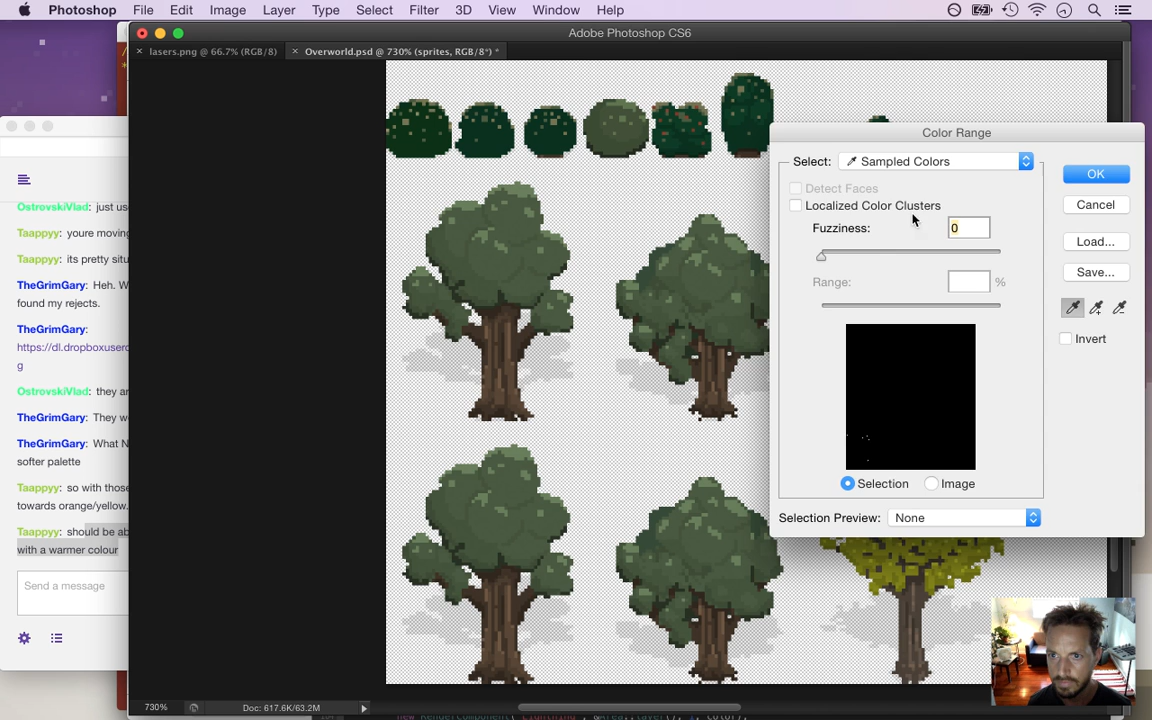 Photoshop File Edit Image Layer Type Select Filter 3D View Window Help
Adobe Photoshop CS6
× lasers.png @ 66.7% (RGB/8) × Overworld.psd @ 730% (sprites, RGB/8*) *
OstrovskiVlad: just us
Taappyy: youre moving
Taappyy: its pretty situ
TheGrimGary: Heh. W
found my rejects.
TheGrimGary:
https://dl.dropboxuserc
g
OstrovskiVlad: they ar
TheGrimGary: They w
TheGrimGary: What N
softer palette
Taappyy: so with those
towards orange/yellow.
Taappyy: should be ab
with a warmer colour
Send a message
Color Range
Select: Sampled Colors
OK
Detect Faces
Localized Color Clusters
Cancel
Fuzziness: 0
Load...
Save...
Range: %
Invert
Selection Image
Selection Preview: None
730% Doc: 617.6K/63.2M